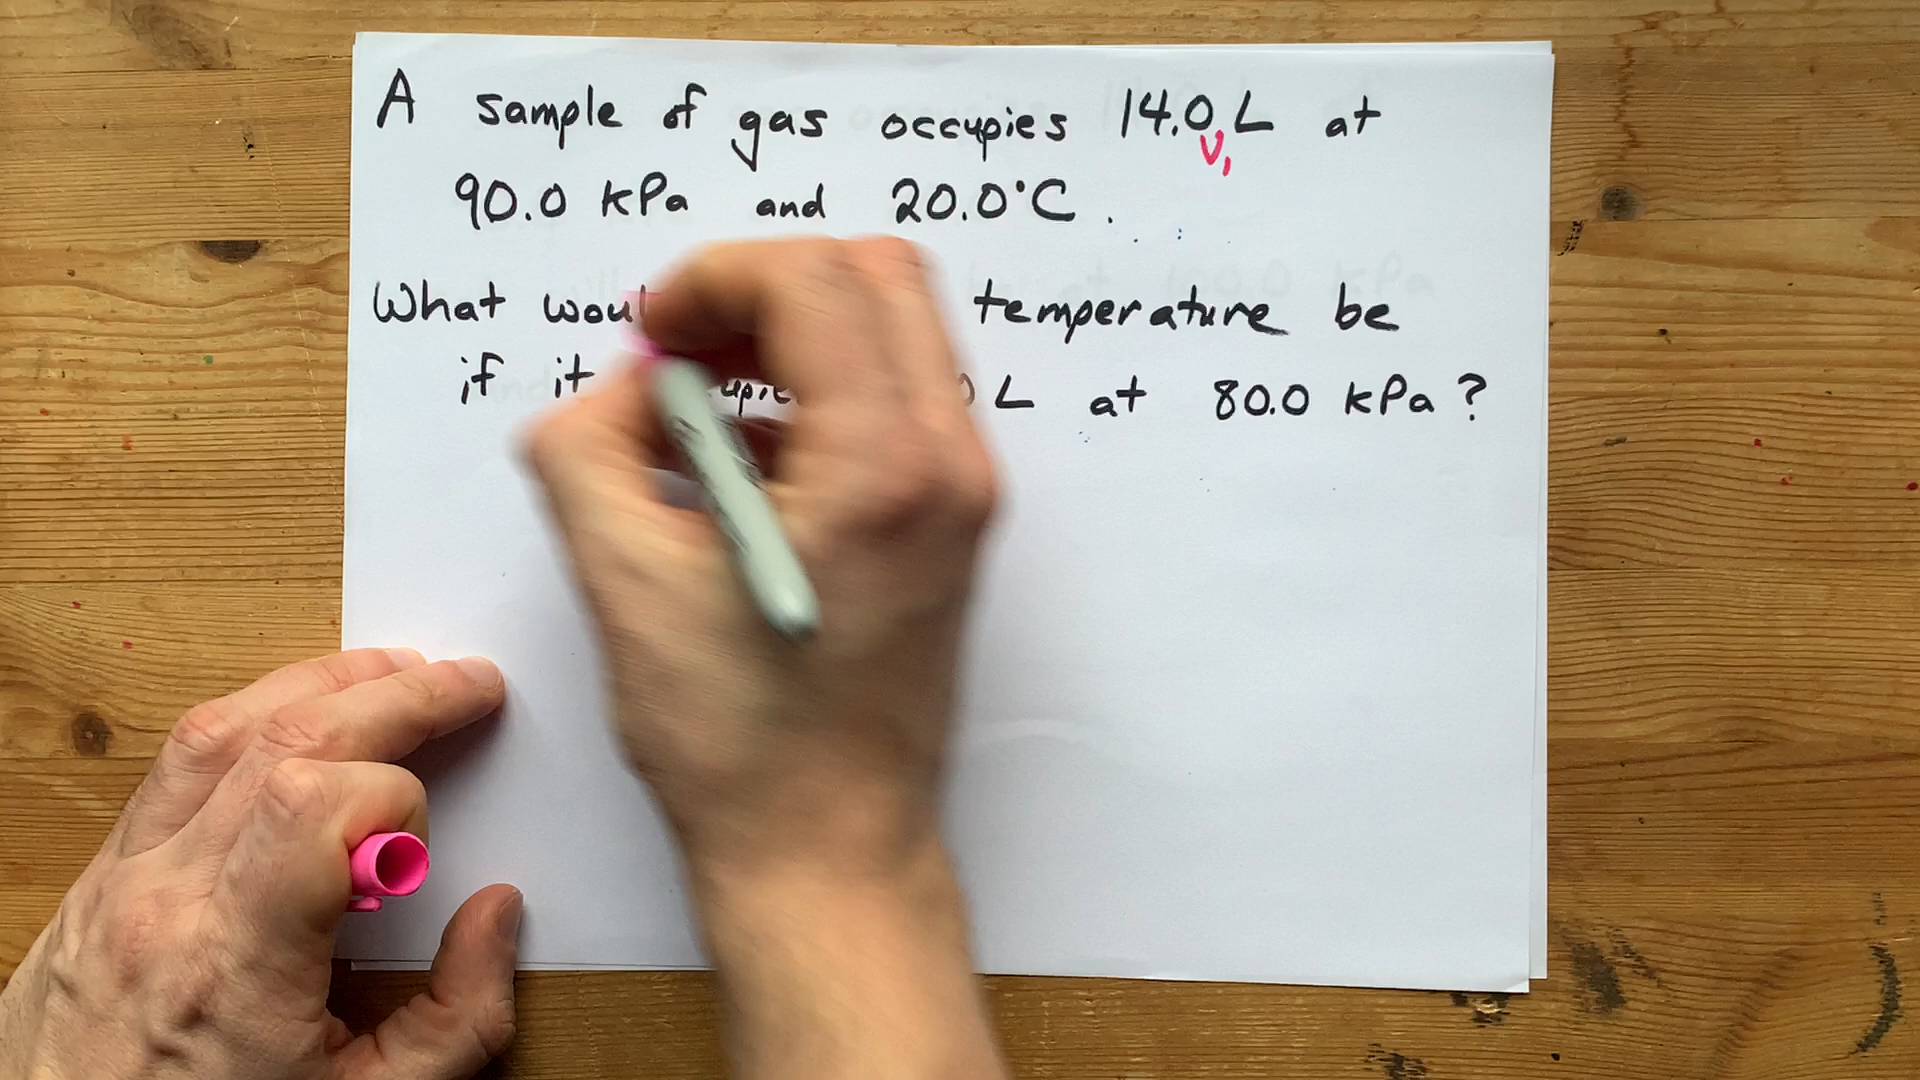 A sample of gas occupies 14.0 L at
V₁
90.0 kPa and 20.0°C.
What temperature be
if it L at 80.0 kPa?